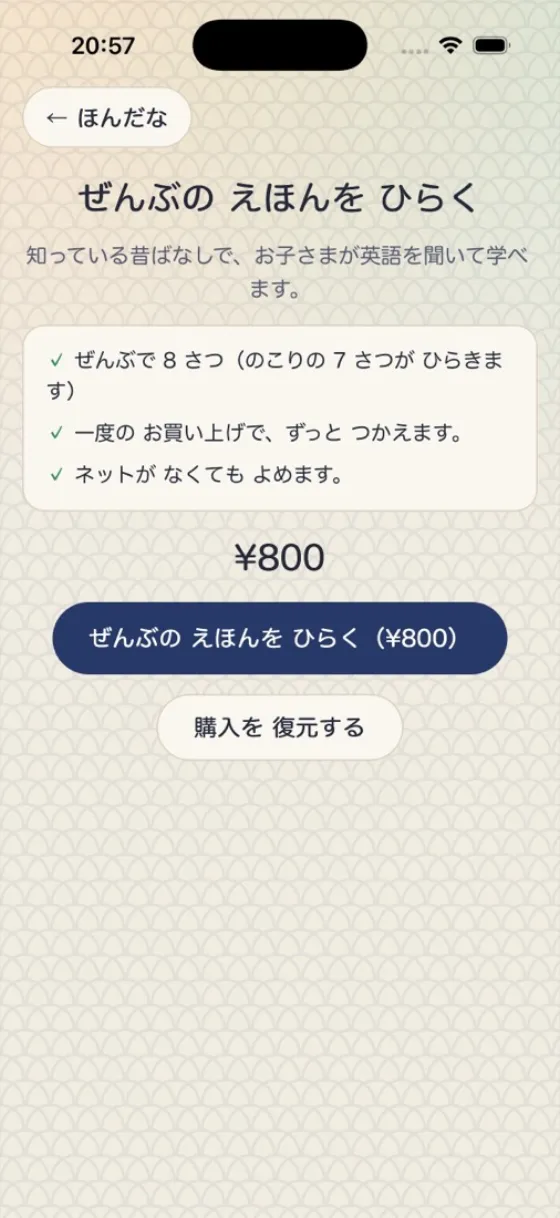 20:57
← ほんだな
ぜんぶの えほんを ひらく
知っている昔ばなしで、お子さまが英語を聞いて学べ
ます。
✓ ぜんぶで 8 さつ（のこりの 7 さつが ひらきま
す）
✓ 一度の お買い上げで、ずっと つかえます。
✓ ネットが なくても よめます。
¥800
ぜんぶの えほんを ひらく（¥800）
購入を 復元する